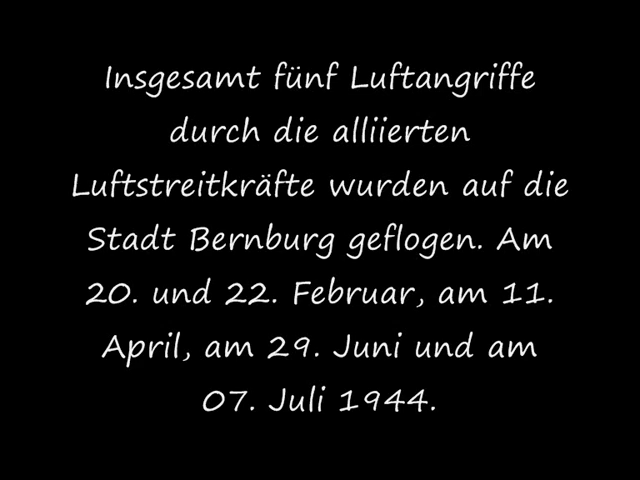 Insgesamt fünf Luftangriffe
durch die alliierten
Luftstreitkräfte wurden auf die
Stadt Bernburg geflogen. Am
20. und 22. Februar, am 11.
April, am 29. Juni und am
07. Juli 1944.